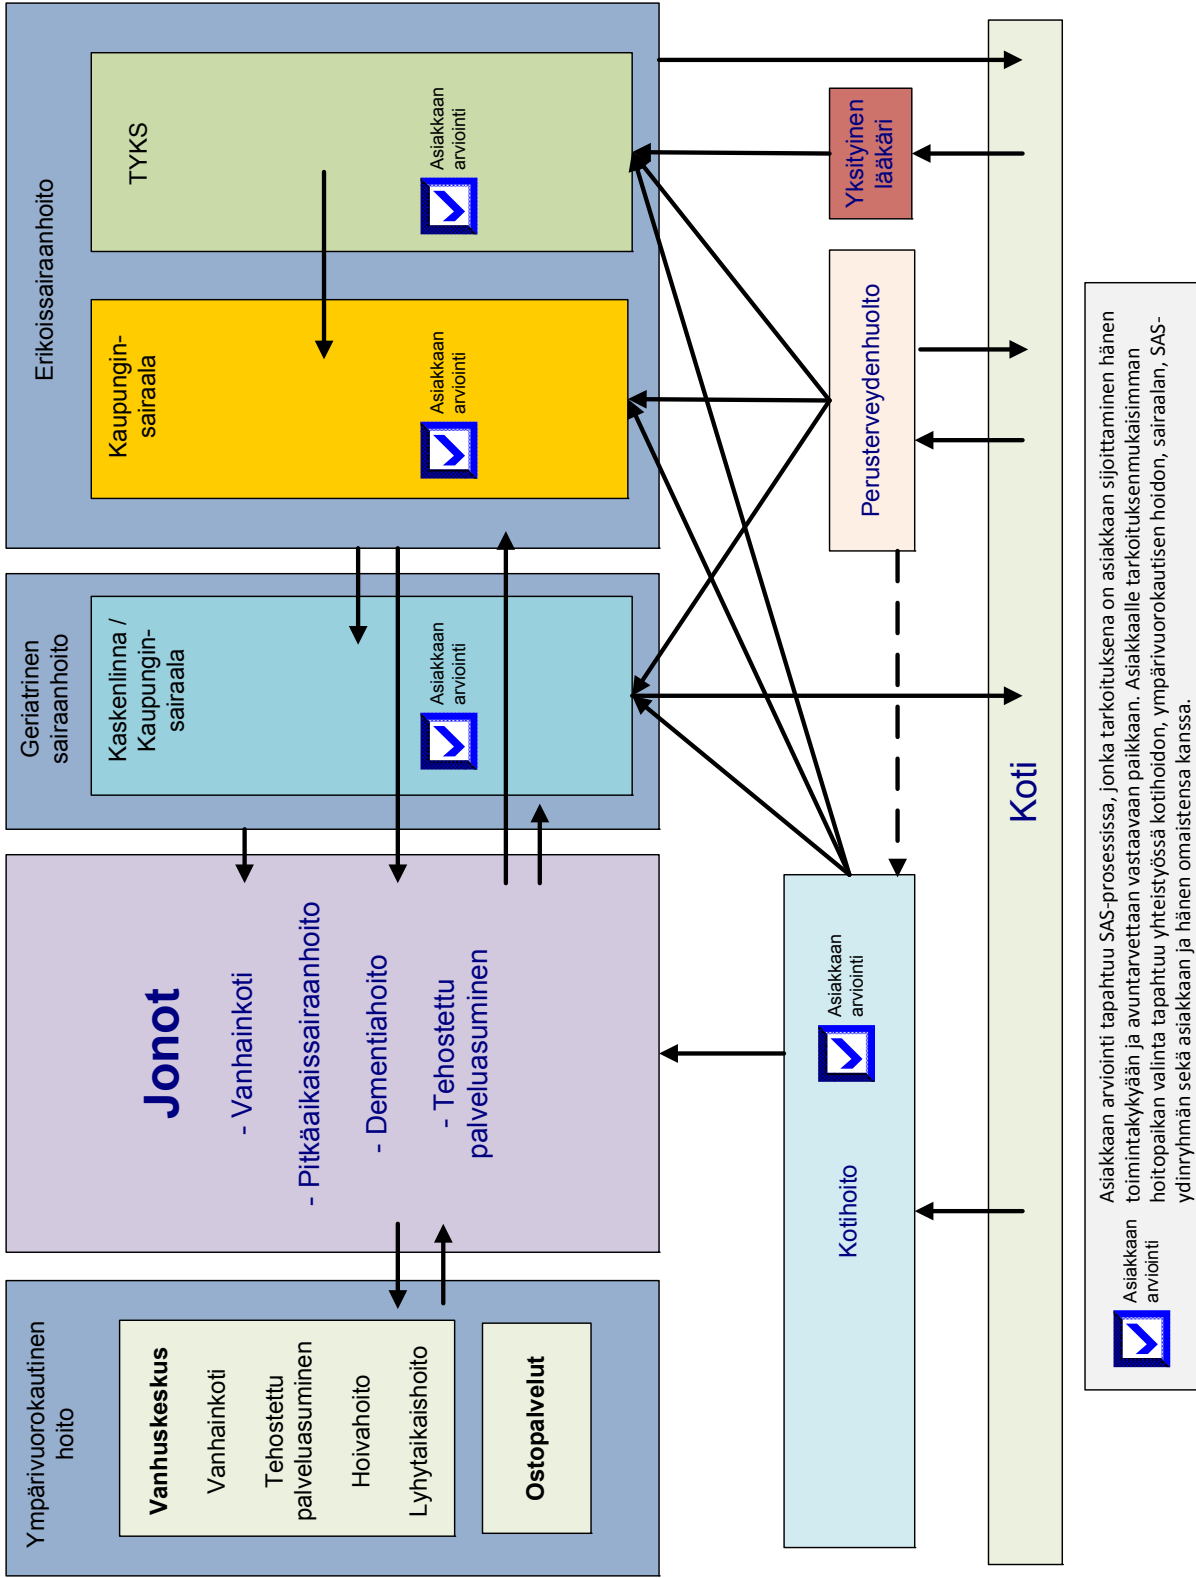 Ympärivuorokautinen
hoito
Vanhuskeskus
Vanhainkoti
Tehostettu
palveluasuminen
Hoivahoito
Lyhytaikaishoito
Ostopalvelut
Jonot
- Vanhainkoti
- Pitkäaikaissairaanhoito
- Dementiahoito
- Tehostettu
palveluasuminen
Geriatrinen
sairaanhoito
Kaskenlinna /
Kaupungin-
sairaala
Asiakkaan
arviointi
Erikoissairaanhoito
Kaupungin-
sairaala
Asiakkaan
arviointi
TYKS
Asiakkaan
arviointi
Kotihoito
Asiakkaan
arviointi
Perusterveydenhuolto
Yksityinen
lääkäri
Koti
Asiakkaan
arviointi
Asiakkaan arviointi tapahtuu SAS-prosessissa, jonka tarkoituksena on asiakkaan sijoittaminen hänen
toimintakykyään ja avuntarvettaan vastaavaan paikkaan. Asiakkaalle tarkoituksenmukaisimman
hoitopaikan valinta tapahtuu yhteistyössä kotihoidon, ympärivuorokautisen hoidon, sairaalan, SAS-
ydinryhmän sekä asiakkaan ja hänen omaistensa kanssa.